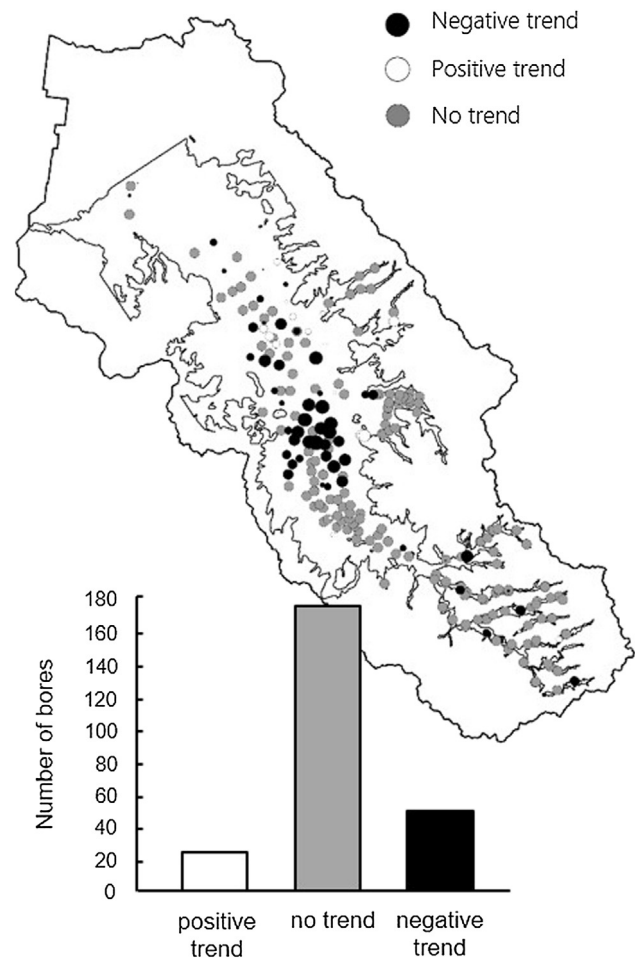 Negative trend
Positive trend
No trend
180
160
140
120
100
80
60
40
20
0
Number of bores
positive
trend
no trend
negative
trend